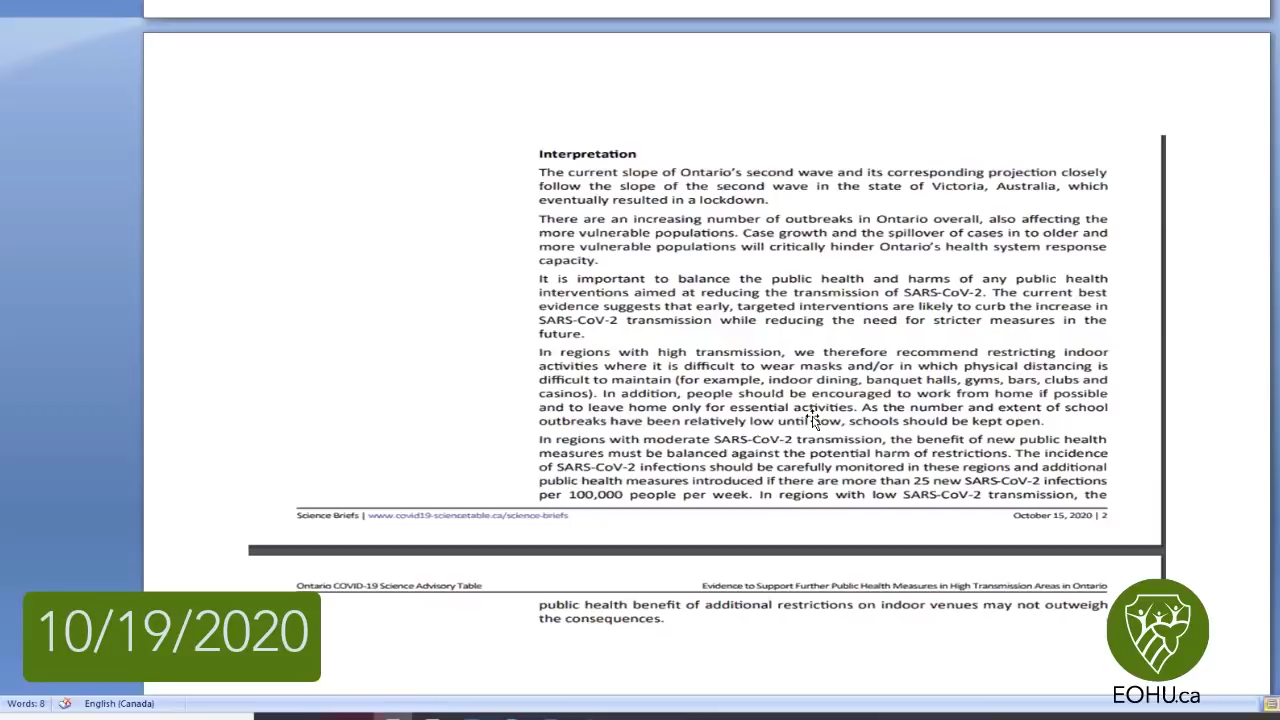 Interpretation
The current slope of Ontario's second wave and its corresponding projection closely
follow the slope of the second wave in the state of Victoria, Australia, which
eventually resulted in a lockdown.
There are an increasing number of outbreaks in Ontario overall, also affecting the
more vulnerable populations. Case growth and the spillover of cases in to older and
more vulnerable populations will critically hinder Ontario's health system response
capacity.
It is important to balance the public health and harms of any public health
interventions aimed at reducing the transmission of SARS-CoV-2. The current best
evidence suggests that early, targeted interventions are likely to curb the increase in
SARS-CoV-2 transmission while reducing the need for stricter measures in the
future.
In regions with high transmission, we therefore recommend restricting indoor
activities where it is difficult to wear masks and/or in which physical distancing is
difficult to maintain (for example, indoor dining, banquet halls, gyms, bars, clubs and
casinos). In addition, people should be encouraged to work from home if possible
and to leave home only for essential activities. As the number and extent of school
outbreaks have been relatively low until now, schools should be kept open.
In regions with moderate SARS-CoV-2 transmission, the benefit of new public health
measures must be balanced against the potential harm of restrictions. The incidence
of SARS-CoV-2 infections should be carefully monitored in these regions and additional
public health measures introduced if there are more than 25 new SARS-CoV-2 infections
per 100,000 people per week. In regions with low SARS-CoV-2 transmission, the
Science Briefs | www.covid19-sciencetable.ca/science-briefs
October 15, 2020 | 2
Ontario COVID-19 Science Advisory Table
Evidence to Support Further Public Health Measures in High Transmission Areas in Ontario
public health benefit of additional restrictions on indoor venues may not outweigh
the consequences.
10/19/2020
EOHU.ca
Words: 8
English (Canada)